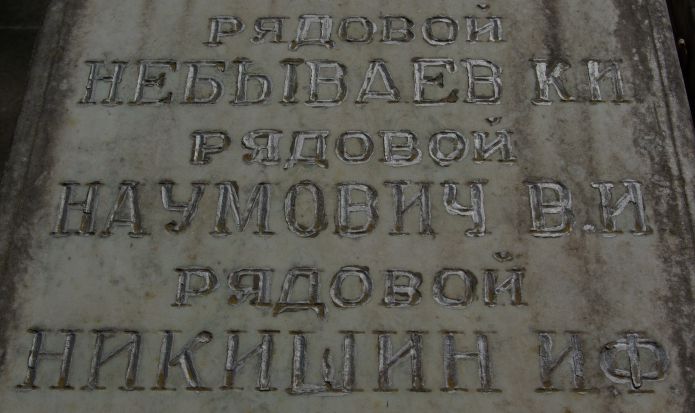 РЯДОВОЙ
НЕБЫВАЕВ К И
РЯДОВОЙ
НАУМОВИЧ В. И
РЯДОВОЙ
НИКИШИН И Ф